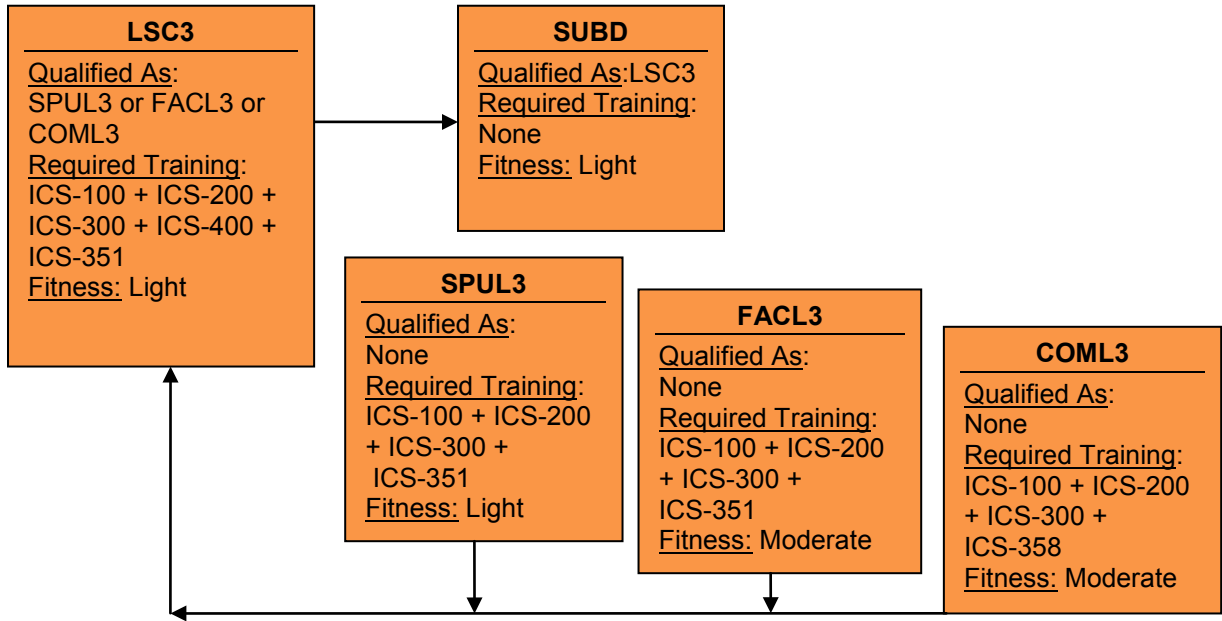 LSC3
Qualified As:
SPUL3 or FACL3 or
COML3
Required Training:
ICS-100 + ICS-200 +
ICS-300 + ICS-400 +
ICS-351
Fitness: Light
SUBD
Qualified As:LSC3
Required Training:
None
Fitness: Light
SPUL3
Qualified As:
None
Required Training:
ICS-100 + ICS-200
+ ICS-300 +
ICS-351
Fitness: Light
FACL3
Qualified As:
None
Required Training:
ICS-100 + ICS-200
+ ICS-300 +
ICS-351
Fitness: Moderate
COML3
Qualified As:
None
Required Training:
ICS-100 + ICS-200
+ ICS-300 +
ICS-358
Fitness: Moderate